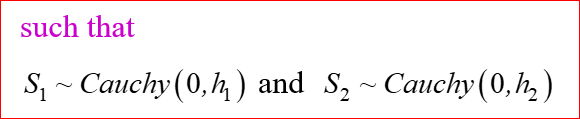 such that
S₁ ~ Cauchy(0,h₁) and S₂ ~ Cauchy(0,h₂)